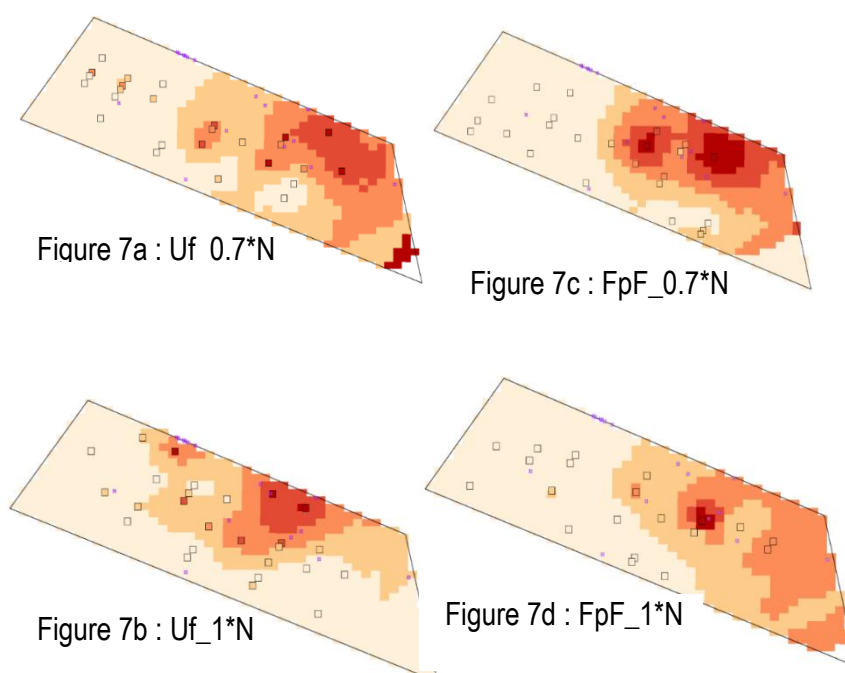 Figure 7a : Uf 0.7*N
Figure 7c : FpF_0.7*N
Figure 7b : Uf_1*N
Figure 7d : FpF_1*N